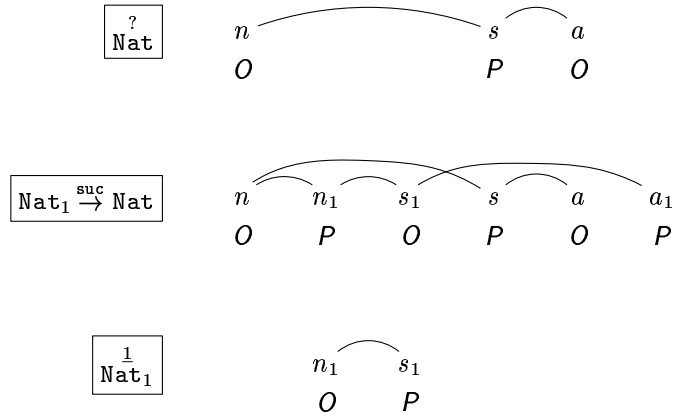 ?
Nat n s a
O P O
Nat₁ suc→ Nat n n₁ s₁ s a a₁
O P O P O P
1
Nat₁ n₁ s₁
O P